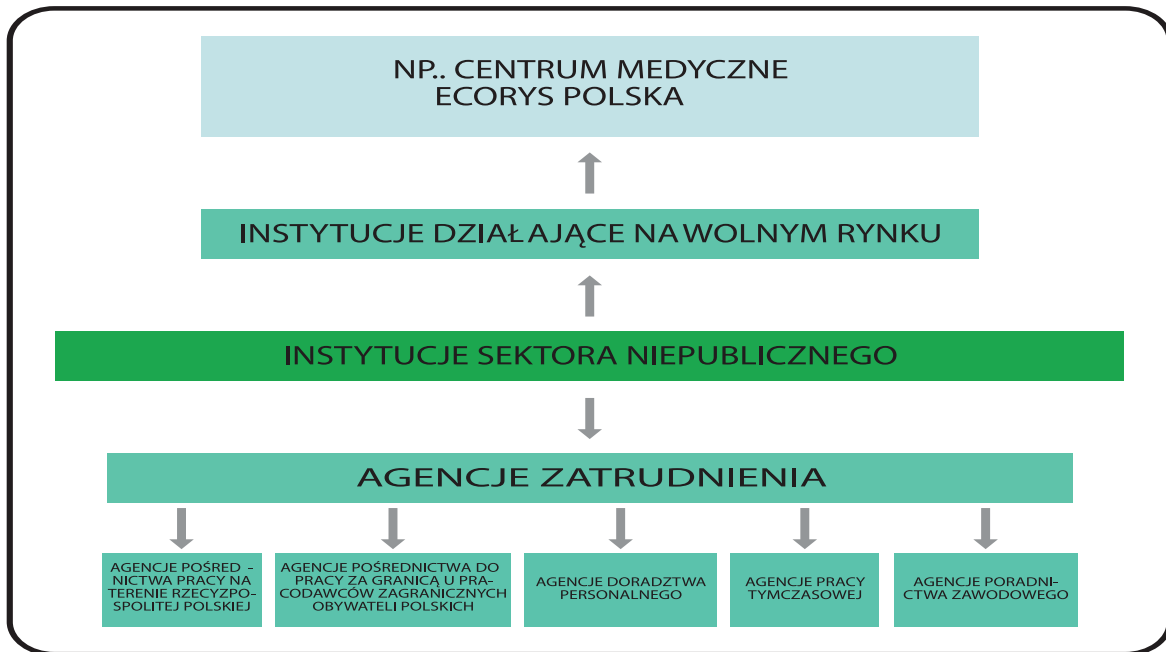 NP.. CENTRUM MEDYCZNE
ECORYS POLSKA
INSTYTUCJE DZIAŁAJĄCE NA WOLNYM RYNKU
INSTYTUCJE SEKTORA NIEPUBLICZNEGO
AGENCJE ZATRUDNIENIA
AGENCJE POŚRED -
NICTWA PRACY NA
TERENIE RZECYZPO-
SPOLITEJ POLSKIEJ
AGENCJE POŚREDNICTWA DO
PRACY ZA GRANICĄ U PRA-
CODAWCÓW ZAGRANICZNYCH
OBYWATELI POLSKICH
AGENCJE DORADZTWA
PERSONALNEGO
AGENCJE PRACY
TYMCZASOWEJ
AGENCJE PORADNI-
CTWA ZAWODOWEGO